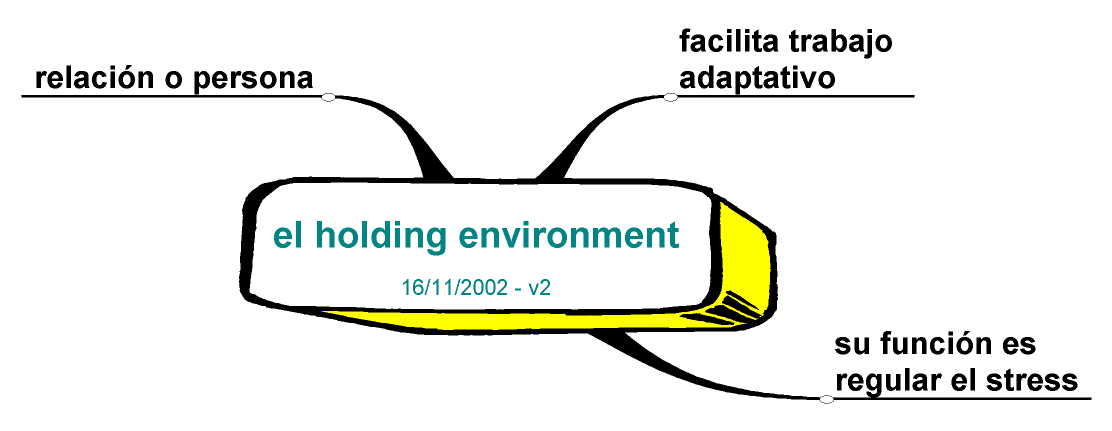 facilita trabajo
adaptativo
relación o persona
el holding environment
16/11/2002 - v2
su función es
regular el stress